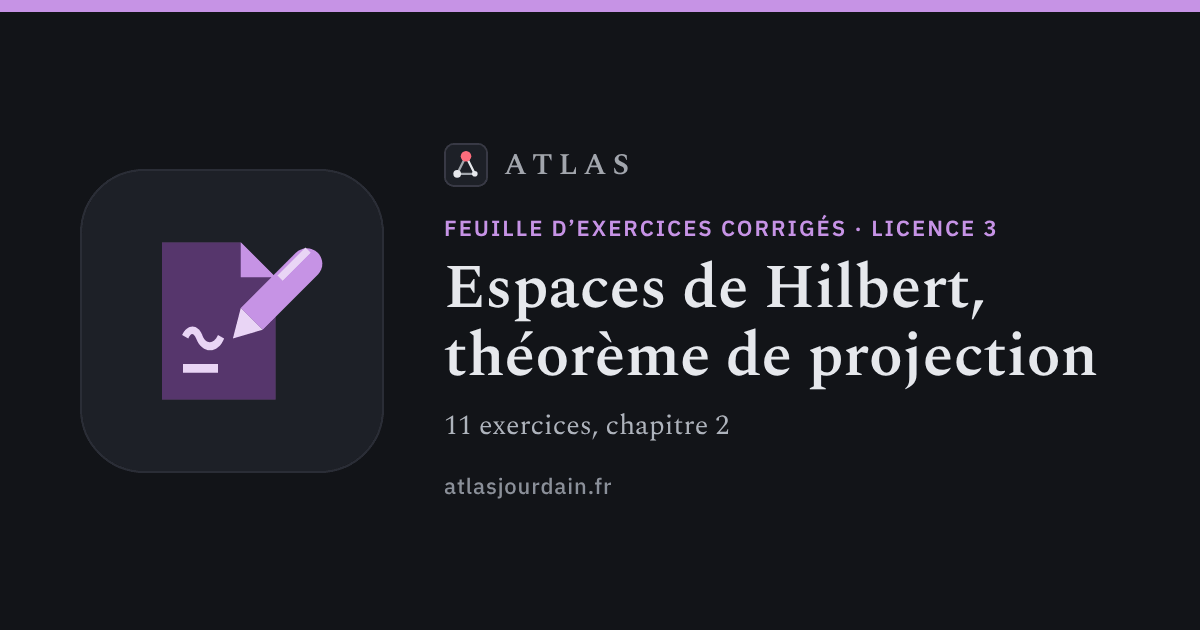 ATLAS
FEUILLE D’EXERCICES CORRIGÉS · LICENCE 3
Espaces de Hilbert,
théorème de projection
11 exercices, chapitre 2
atlasjourdain.fr